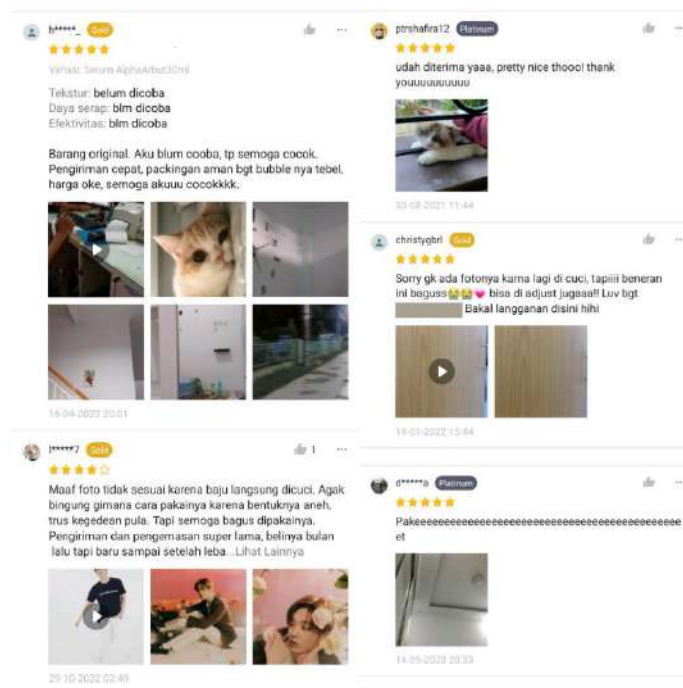 h*****_ Gold
Variasi: Serum AlphaArbut30ml
Tekstur: belum dicoba
Daya serap: blm dicoba
Efektivitas: blm dicoba
Barang original. Aku blum cooba, tp semoga cocok.
Pengiriman cepat, packingan aman bgt bubble nya tebel,
harga oke, semoga akuuu cocokkkk.
16-04-2022 20:01
l*****7 Gold
1
Maaf foto tidak sesuai karena baju langsung dicuci. Agak
bingung gimana cara pakainya karena bentuknya aneh,
trus kegedean pula. Tapi semoga bagus dipakainya.
Pengiriman dan pengemasan super lama, belinya bulan
lalu tapi baru sampai setelah leba...Lihat Lainnya
29-10-2022 02:49
ptrshafira12 Platinum
udah diterima yaaa, pretty nice thooo! thank
youuuuuuuuuu
30-08-2021 11:44
christygbrl Gold
Sorry gk ada fotonya karna lagi di cuci, tapiiii beneran
ini baguss😭😭💗 bisa di adjust jugaaa!! Luv bgt
Bakal langganan disini hihi
d*****a Platinum
Pakeeeeeeeeeeeeeeeeeeeeeeeeeeeeeeeeeeeeeeeeeeeee
et
14-05-2020 20:33